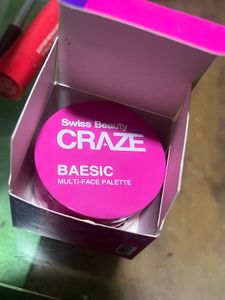 Swiss Beauty
CRAZE
BAESIC
MULTI-FACE PALETTE